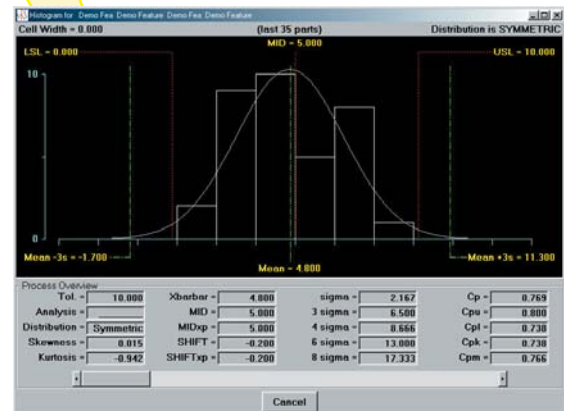 Histogram for Demo Fea Demo Feature Demo Fea Demo Feature
Cell Width = 0.000 (last 35 parts) Distribution is SYMMETRIC
MID = 5.000
LSL = 0.000 USL = 10.000
10
0
Mean -3s = -1.700 Mean +3s = 11.300
Mean = 4.800
Process Overview
Tol. = 10.000 Xbarbar = 4.800 sigma = 2.167 Cp = 0.769
Analysis = MID = 5.000 3 sigma = 6.500 Cpu = 0.800
Distribution = Symmetric MIDxp = 5.000 4 sigma = 8.666 Cpl = 0.738
Skewness = 0.015 SHIFT = -0.200 6 sigma = 13.000 Cpk = 0.738
Kurtosis = -0.942 SHIFTxp = -0.200 8 sigma = 17.333 Cpm = 0.766
Cancel